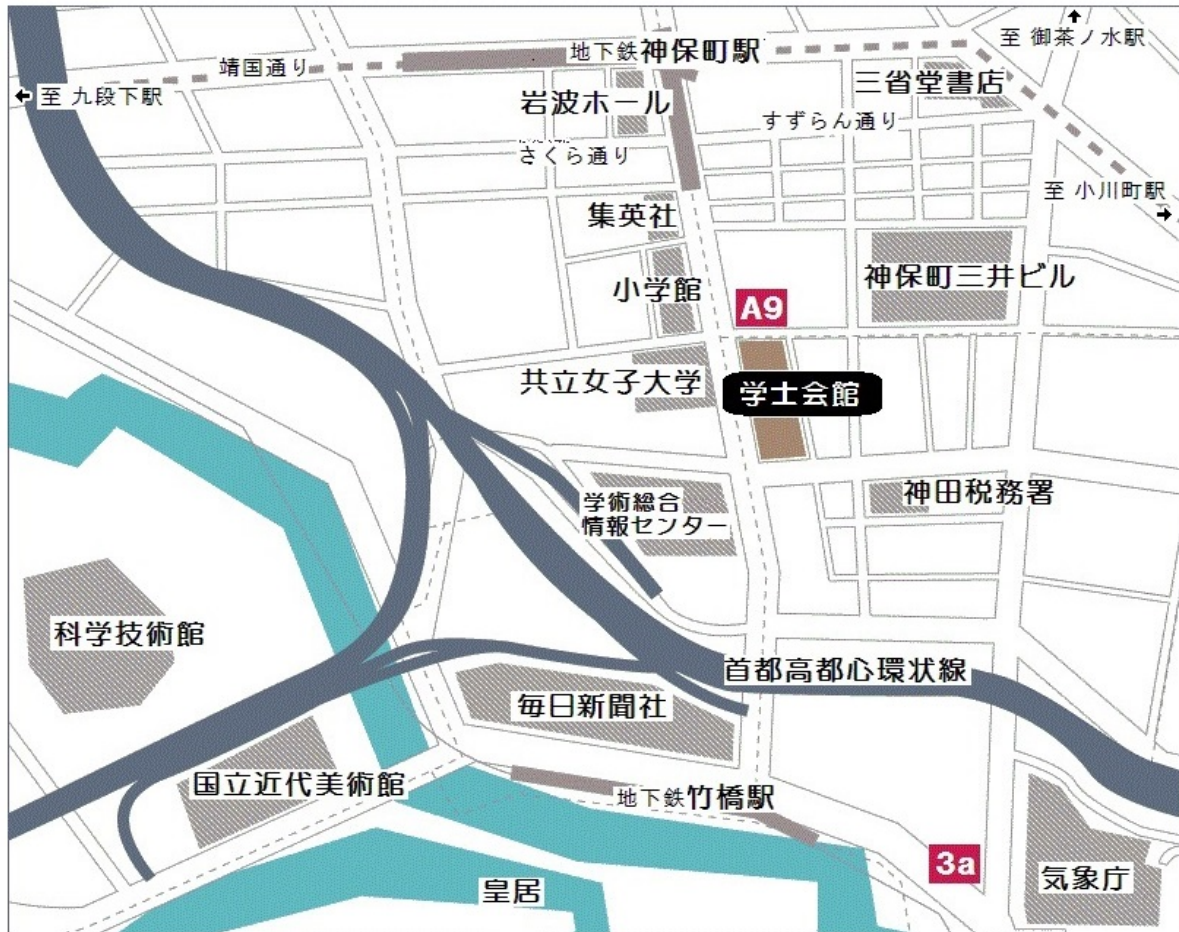 至 御茶ノ水駅
地下鉄神保町駅
靖国通り
三省堂書店
至 九段下駅
岩波ホール
すずらん通り
さくら通り
至 小川町駅
集英社
神保町三井ビル
小学館
A9
共立女子大学
学士会館
学術総合
情報センター
神田税務署
科学技術館
首都高都心環状線
毎日新聞社
国立近代美術館
地下鉄竹橋駅
3a
気象庁
皇居